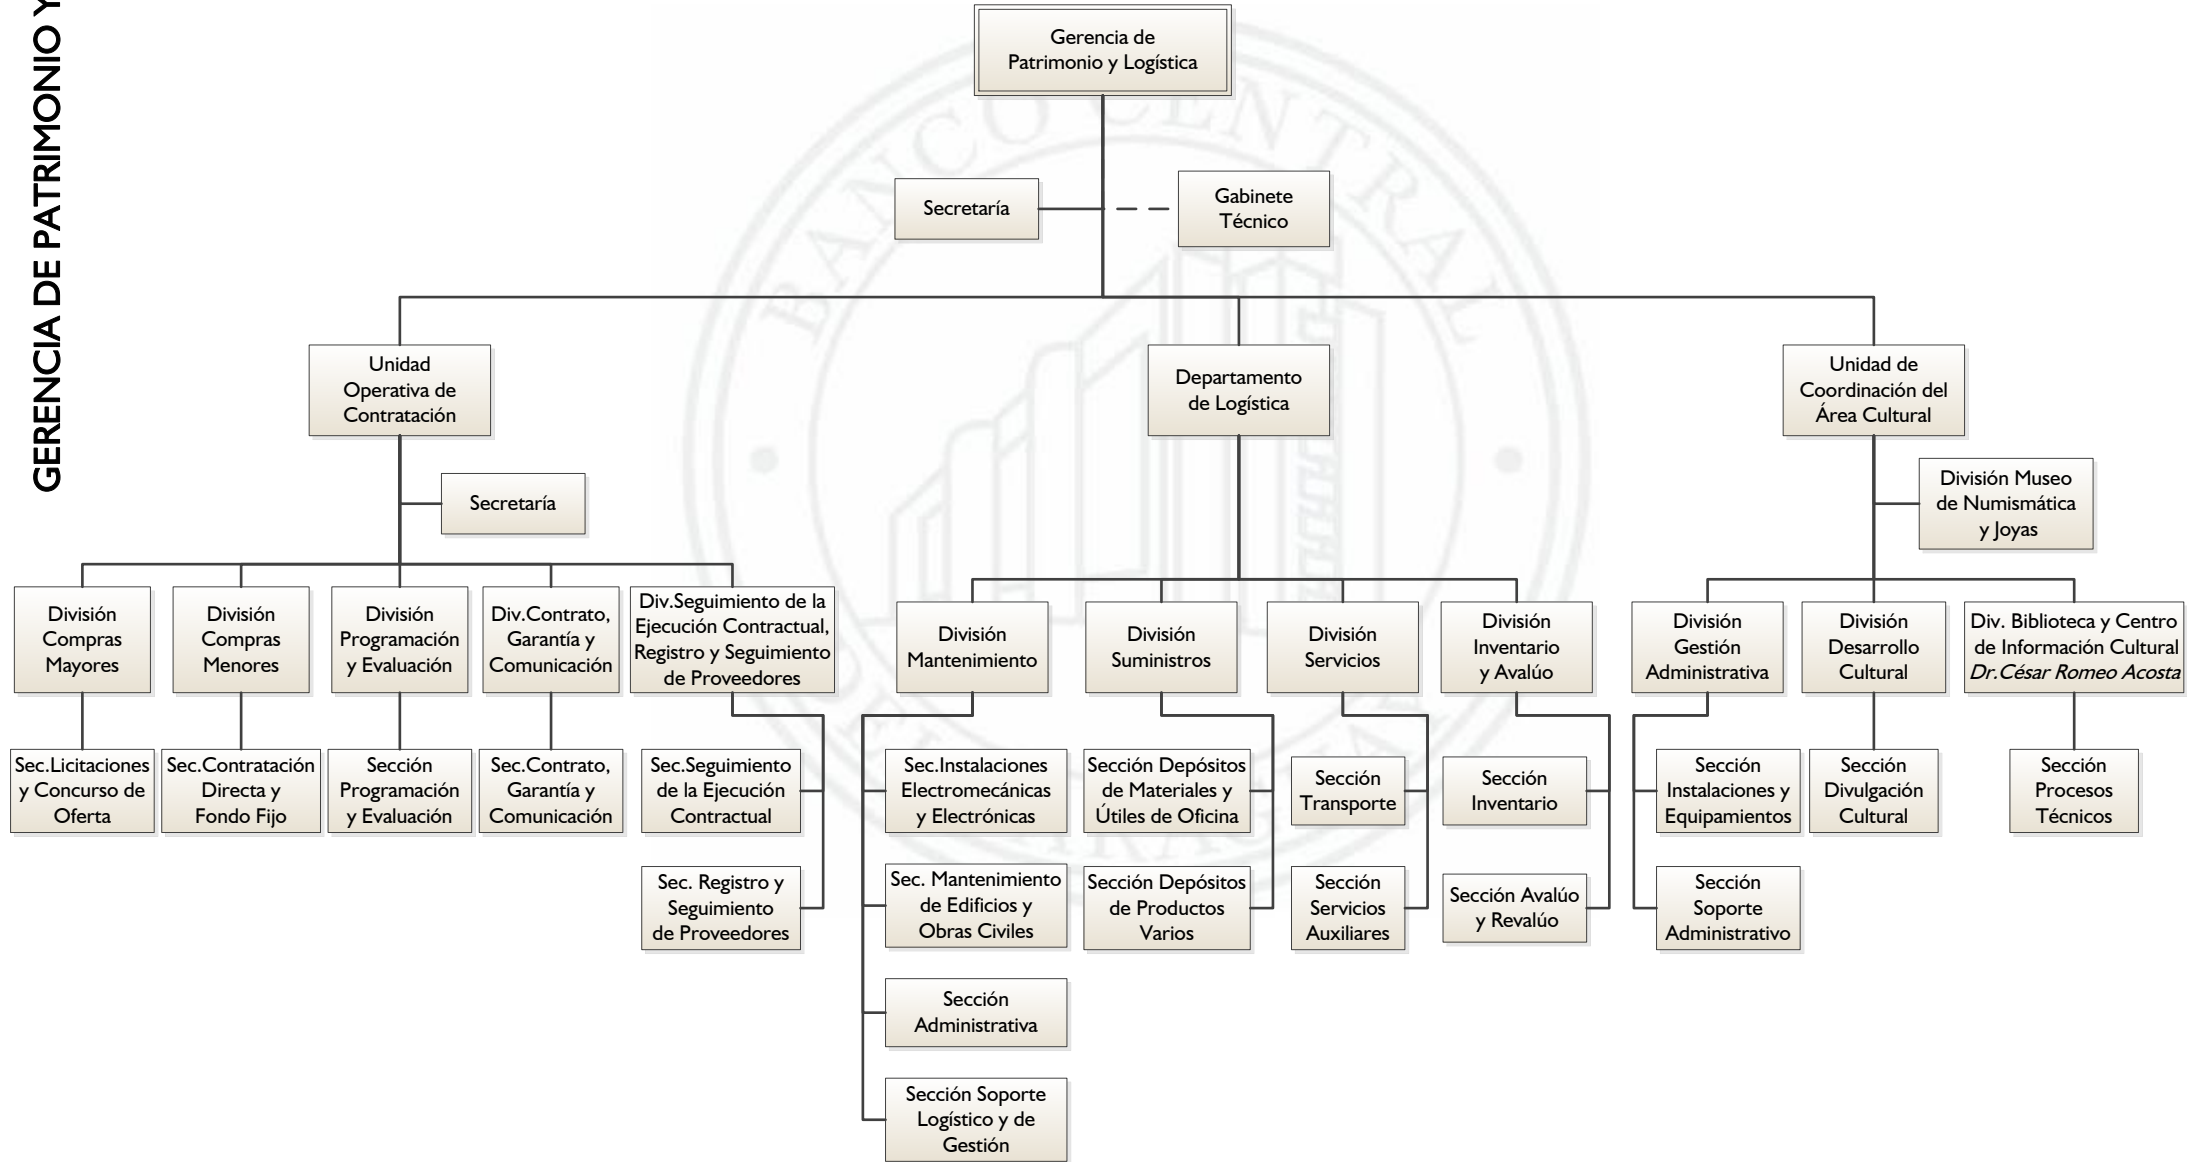 GERENCIA DE PATRIMONIO Y
Gerencia de
Patrimonio y Logística
Secretaría
Gabinete
Técnico
Unidad
Operativa de
Contratación
Departamento
de Logística
Unidad de
Coordinación del
Área Cultural
Secretaría
División Museo
de Numismática
y Joyas
División
Compras
Mayores
División
Compras
Menores
División
Programación
y Evaluación
Div.Contrato,
Garantía y
Comunicación
Div.Seguimiento de la
Ejecución Contractual,
Registro y Seguimiento
de Proveedores
División
Mantenimiento
División
Suministros
División
Servicios
División
Inventario
y Avalúo
División
Gestión
Administrativa
División
Desarrollo
Cultural
Div. Biblioteca y Centro
de Información Cultural
Dr.César Romeo Acosta
Sec.Licitaciones
y Concurso de
Oferta
Sec.Contratación
Directa y
Fondo Fijo
Sección
Programación
y Evaluación
Sec.Contrato,
Garantía y
Comunicación
Sec.Seguimiento
de la Ejecución
Contractual
Sec.Instalaciones
Electromecánicas
y Electrónicas
Sección Depósitos
de Materiales y
Útiles de Oficina
Sección
Transporte
Sección
Inventario
Sección
Instalaciones y
Equipamientos
Sección
Divulgación
Cultural
Sección
Procesos
Técnicos
Sec. Registro y
Seguimiento
de Proveedores
Sec. Mantenimiento
de Edificios y
Obras Civiles
Sección Depósitos
de Productos
Varios
Sección
Servicios
Auxiliares
Sección Avalúo
y Revalúo
Sección
Soporte
Administrativo
Sección
Administrativa
Sección Soporte
Logístico y de
Gestión
BANCO CENTRAL